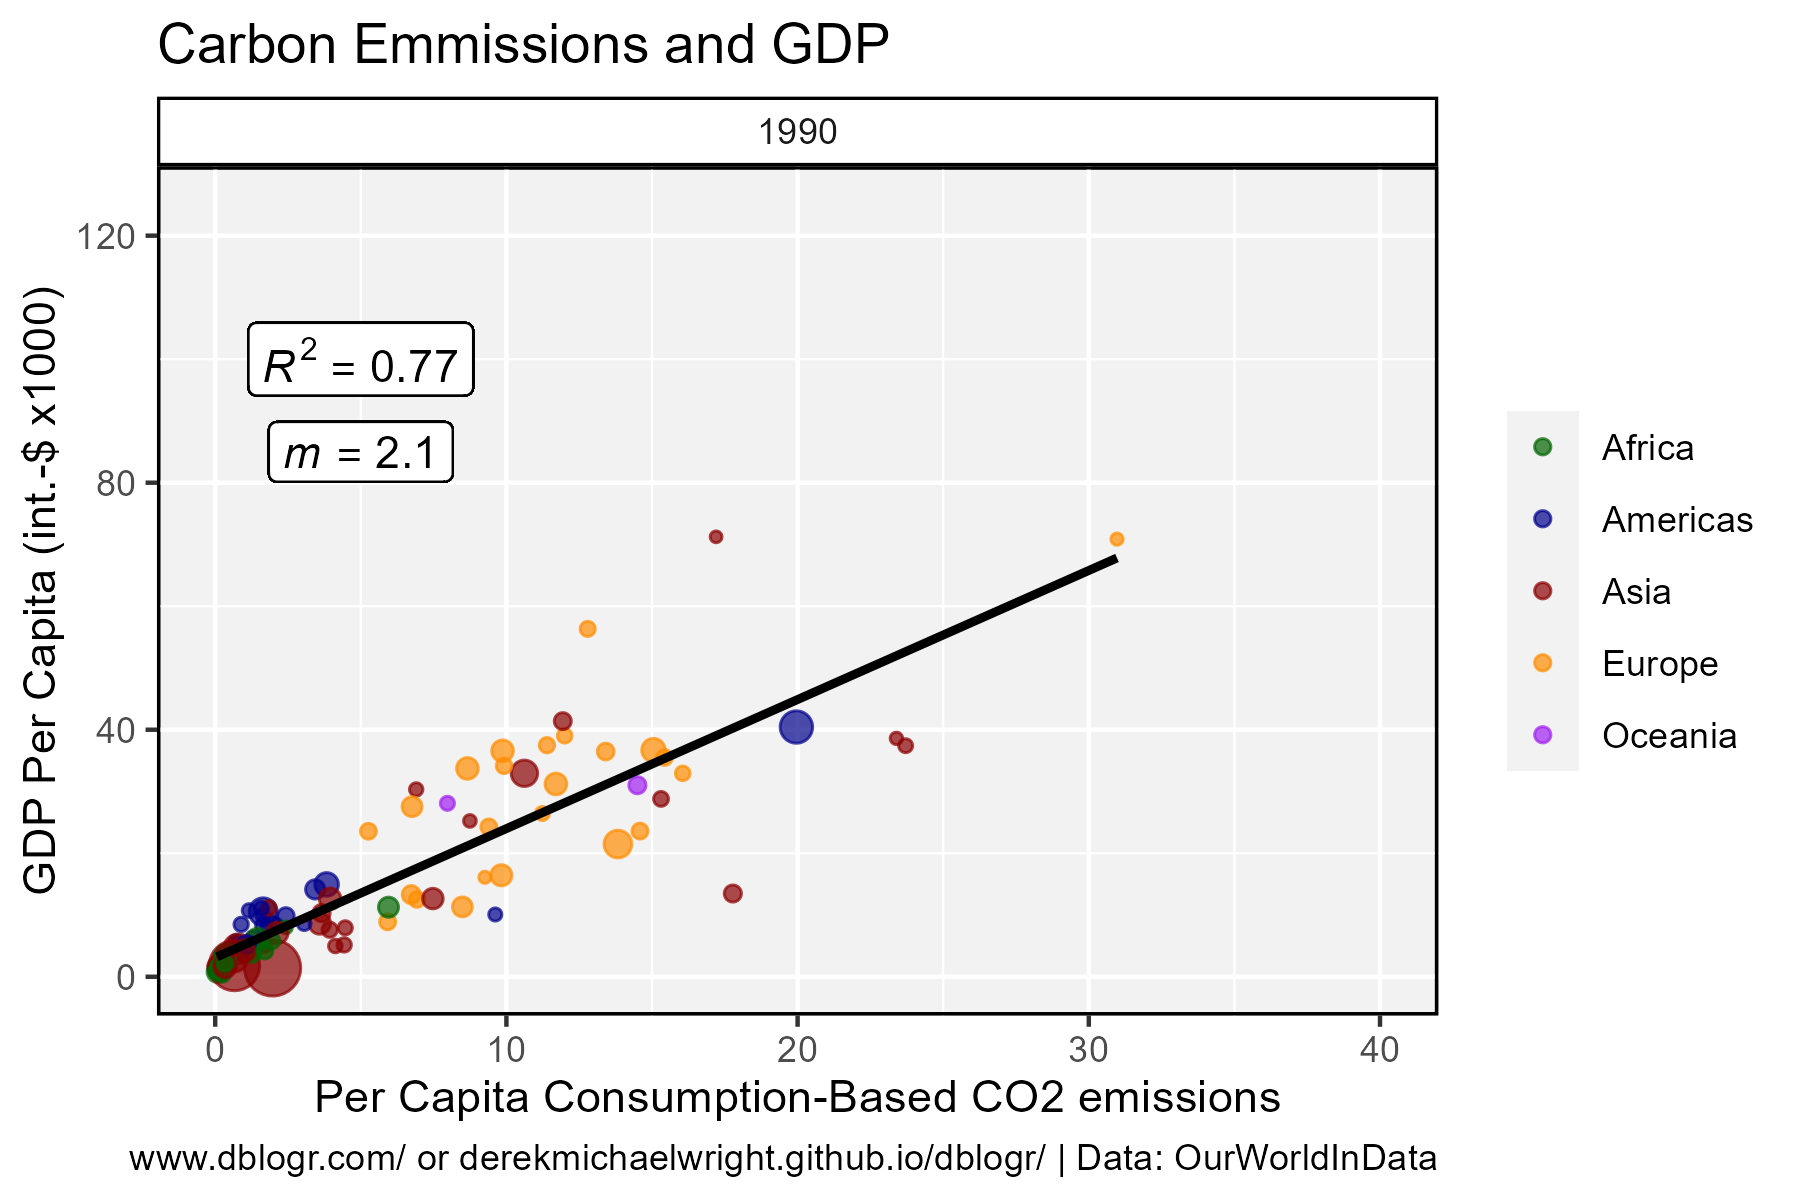 Carbon Emmissions and GDP
1990
120
80
40
0
GDP Per Capita (int.-$ x1000)
R² = 0.77
m = 2.1
Africa
Americas
Asia
Europe
Oceania
0 10 20 30 40
Per Capita Consumption-Based CO2 emissions
www.dblogr.com/ or derekmichaelwright.github.io/dblogr/ | Data: OurWorldInData